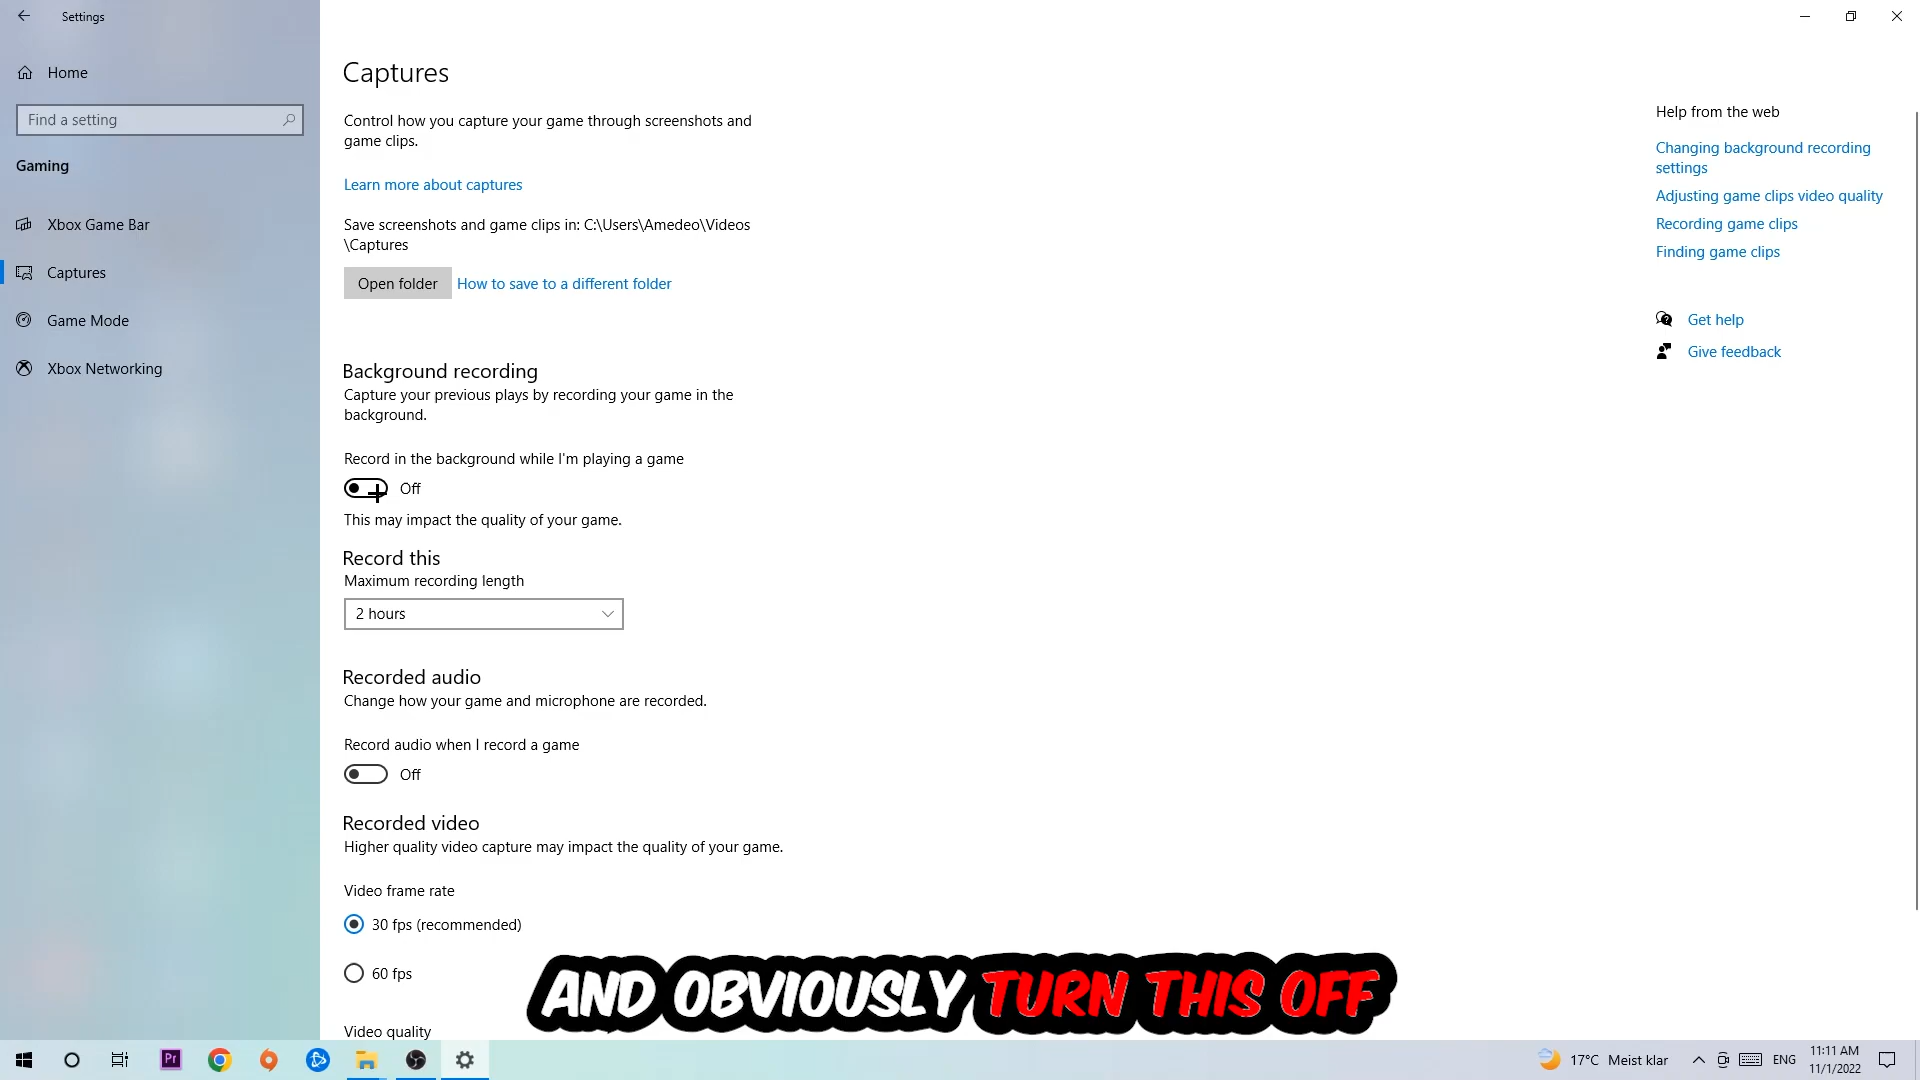 Settings
Home
Find a setting
Gaming
Xbox Game Bar
Captures
Game Mode
Xbox Networking
Captures
Control how you capture your game through screenshots and
game clips.
Learn more about captures
Save screenshots and game clips in: C:\Users\Amedeo\Videos
\Captures
Open folder
How to save to a different folder
Background recording
Capture your previous plays by recording your game in the
background.
Record in the background while I'm playing a game
Off
This may impact the quality of your game.
Record this
Maximum recording length
2 hours
Recorded audio
Change how your game and microphone are recorded.
Record audio when I record a game
Off
Recorded video
Higher quality video capture may impact the quality of your game.
Video frame rate
30 fps (recommended)
60 fps
Video quality
Help from the web
Changing background recording
settings
Adjusting game clips video quality
Recording game clips
Finding game clips
Get help
Give feedback
AND OBVIOUSLY TURN THIS OFF
Pr
17°C Meist klar
ENG
11:11 AM
11/1/2022